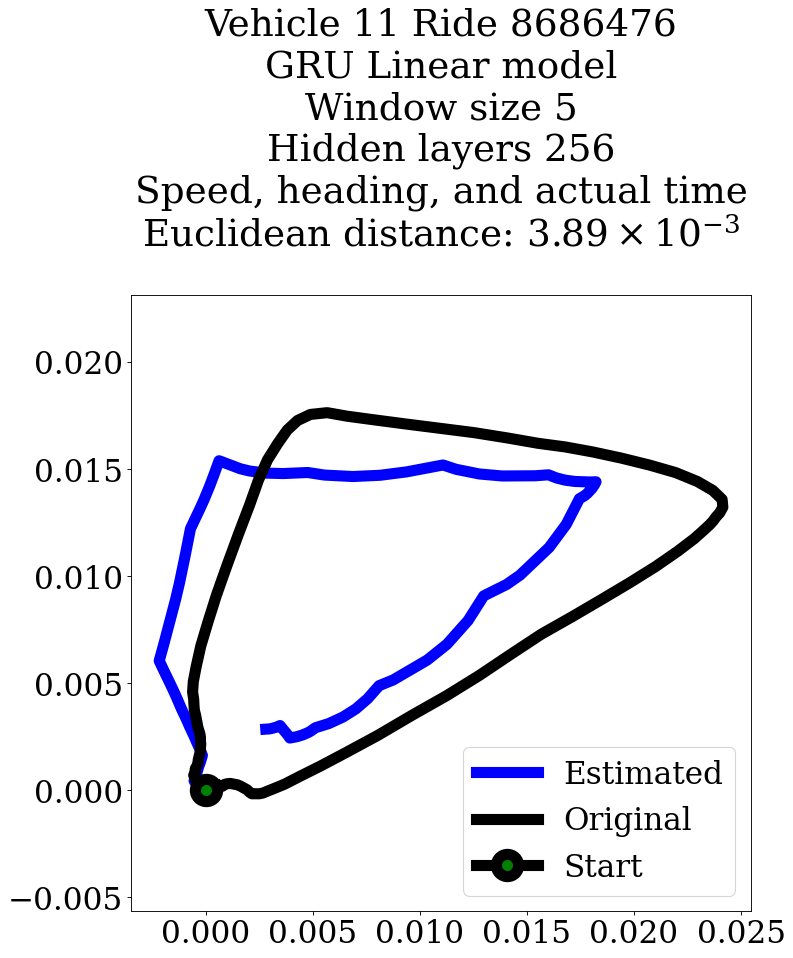 Vehicle 11 Ride 8686476
GRU Linear model
Window size 5
Hidden layers 256
Speed, heading, and actual time
Euclidean distance: 3.89 × 10⁻³
0.020
0.015
0.010
0.005
0.000
−0.005
Estimated
Original
Start
0.000 0.005 0.010 0.015 0.020 0.025